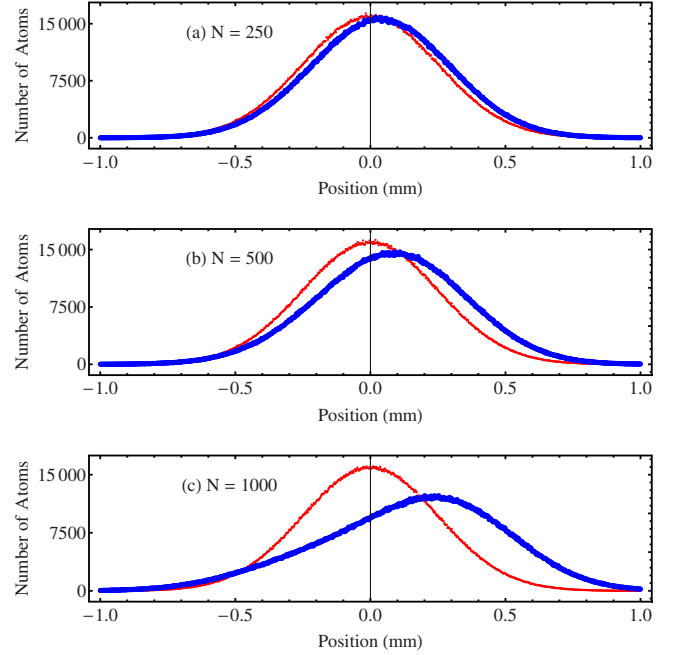 15 000
(a) N = 250
7500
0
Number of Atoms
−1.0 −0.5 0.0 0.5 1.0
Position (mm)
15 000
(b) N = 500
7500
0
Number of Atoms
−1.0 −0.5 0.0 0.5 1.0
Position (mm)
15 000
(c) N = 1000
7500
0
Number of Atoms
−1.0 −0.5 0.0 0.5 1.0
Position (mm)